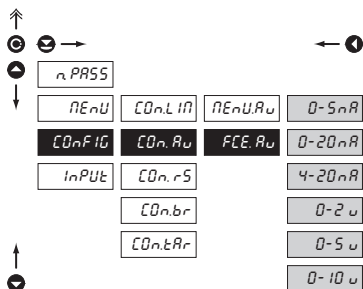 n. PASS
MEnU COn.LIM MEnU.Au 0-5mA
COnFIG COn. Au FCE. Au 0-20mA
InPUt COn. rS 4-20mA
COn.br 0-2 u
COn.tAr 0-5 u
0-10 u